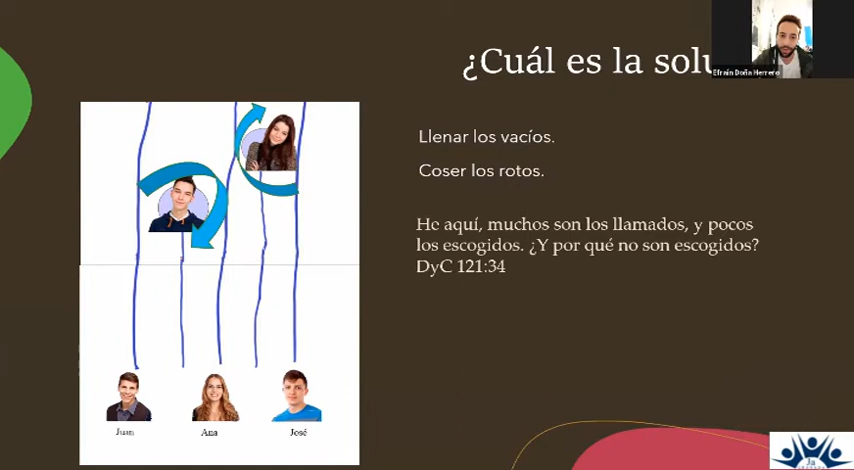 ¿Cuál es la solu
Efraín Doña Herrero
Llenar los vacíos.
Coser los rotos.
He aquí, muchos son los llamados, y pocos
los escogidos. ¿Y por qué no son escogidos?
DyC 121:34
Juan
Ana
José